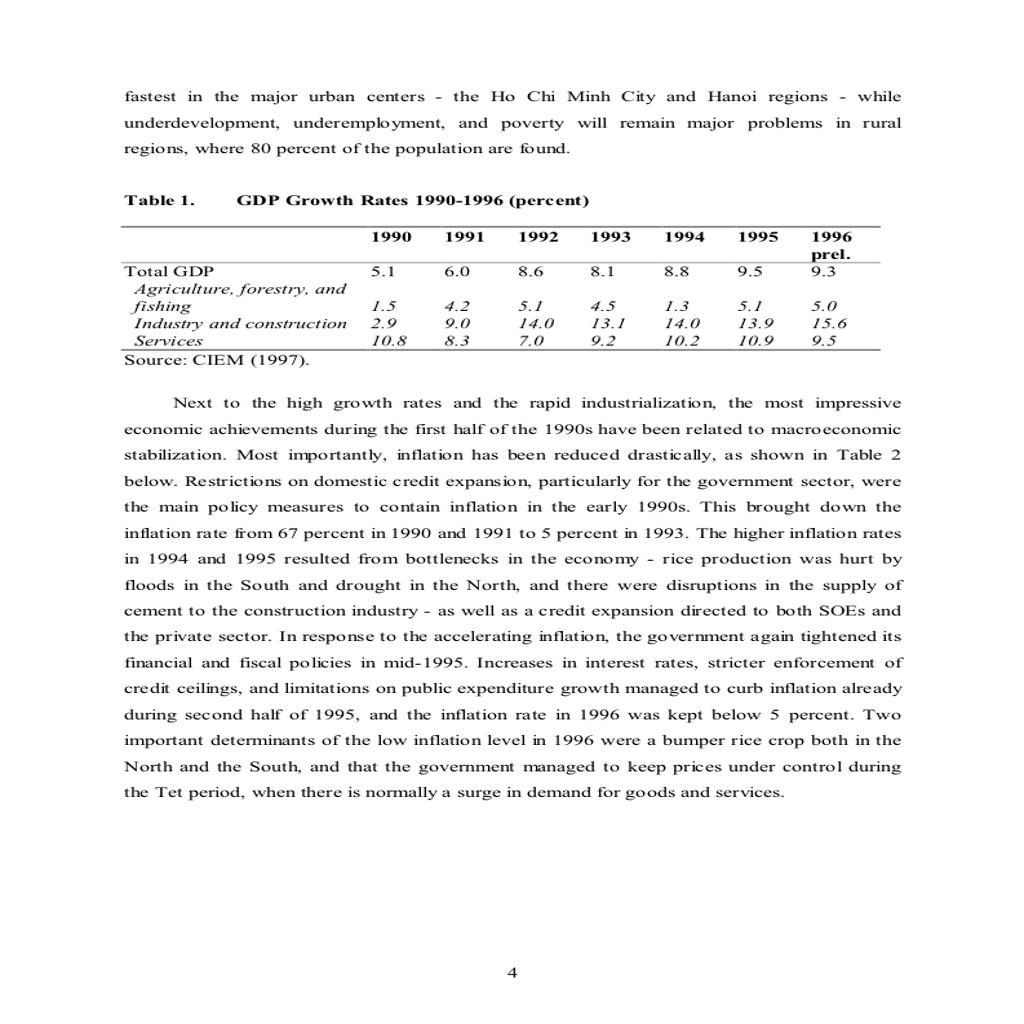 fastest in the major urban centers - the Ho Chi Minh City and Hanoi regions - while
underdevelopment, underemployment, and poverty will remain major problems in rural
regions, where 80 percent of the population are found.
Table 1. GDP Growth Rates 1990-1996 (percent)
1990 1991 1992 1993 1994 1995 1996
prel.
Total GDP 5.1 6.0 8.6 8.1 8.8 9.5 9.3
Agriculture, forestry, and
fishing 1.5 4.2 5.1 4.5 1.3 5.1 5.0
Industry and construction 2.9 9.0 14.0 13.1 14.0 13.9 15.6
Services 10.8 8.3 7.0 9.2 10.2 10.9 9.5
Source: CIEM (1997).
Next to the high growth rates and the rapid industrialization, the most impressive
economic achievements during the first half of the 1990s have been related to macroeconomic
stabilization. Most importantly, inflation has been reduced drastically, as shown in Table 2
below. Restrictions on domestic credit expansion, particularly for the government sector, were
the main policy measures to contain inflation in the early 1990s. This brought down the
inflation rate from 67 percent in 1990 and 1991 to 5 percent in 1993. The higher inflation rates
in 1994 and 1995 resulted from bottlenecks in the economy - rice production was hurt by
floods in the South and drought in the North, and there were disruptions in the supply of
cement to the construction industry - as well as a credit expansion directed to both SOEs and
the private sector. In response to the accelerating inflation, the government again tightened its
financial and fiscal policies in mid-1995. Increases in interest rates, stricter enforcement of
credit ceilings, and limitations on public expenditure growth managed to curb inflation already
during second half of 1995, and the inflation rate in 1996 was kept below 5 percent. Two
important determinants of the low inflation level in 1996 were a bumper rice crop both in the
North and the South, and that the government managed to keep prices under control during
the Tet period, when there is normally a surge in demand for goods and services.
4